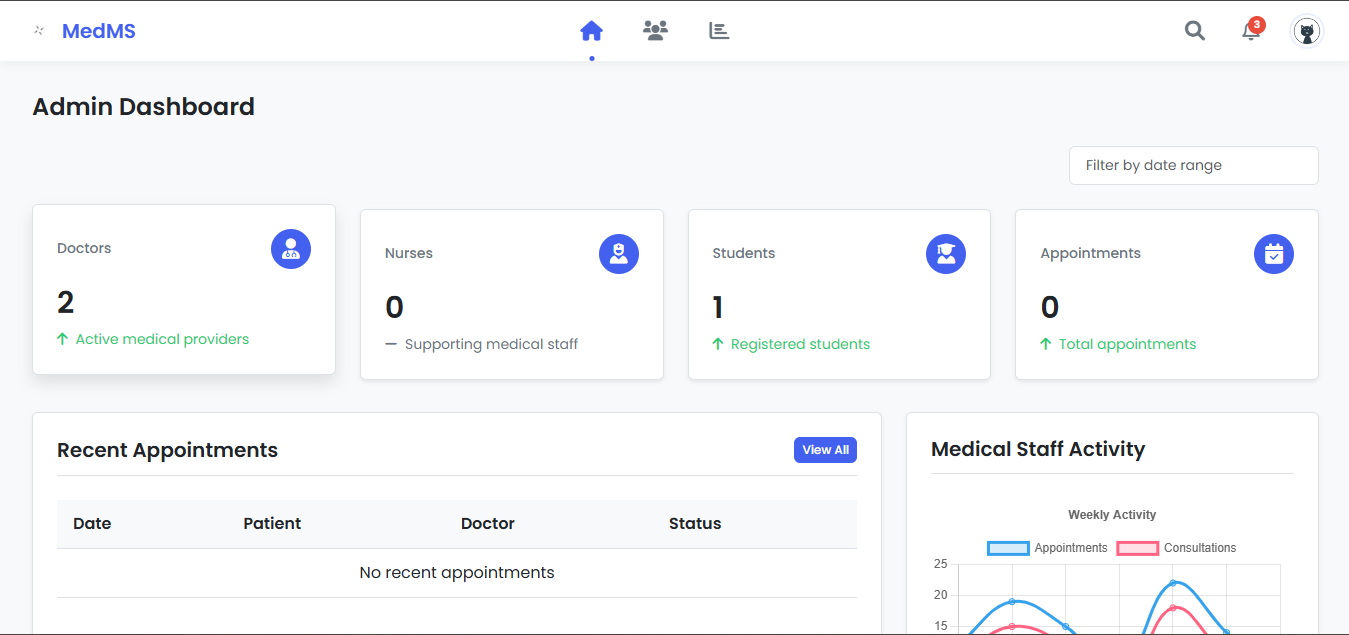 MedMS
3
Admin Dashboard
Filter by date range
Doctors
2
Active medical providers
Nurses
0
Supporting medical staff
Students
1
Registered students
Appointments
0
Total appointments
Recent Appointments
View All
Date Patient Doctor Status
No recent appointments
Medical Staff Activity
Weekly Activity
Appointments Consultations
25
20
15